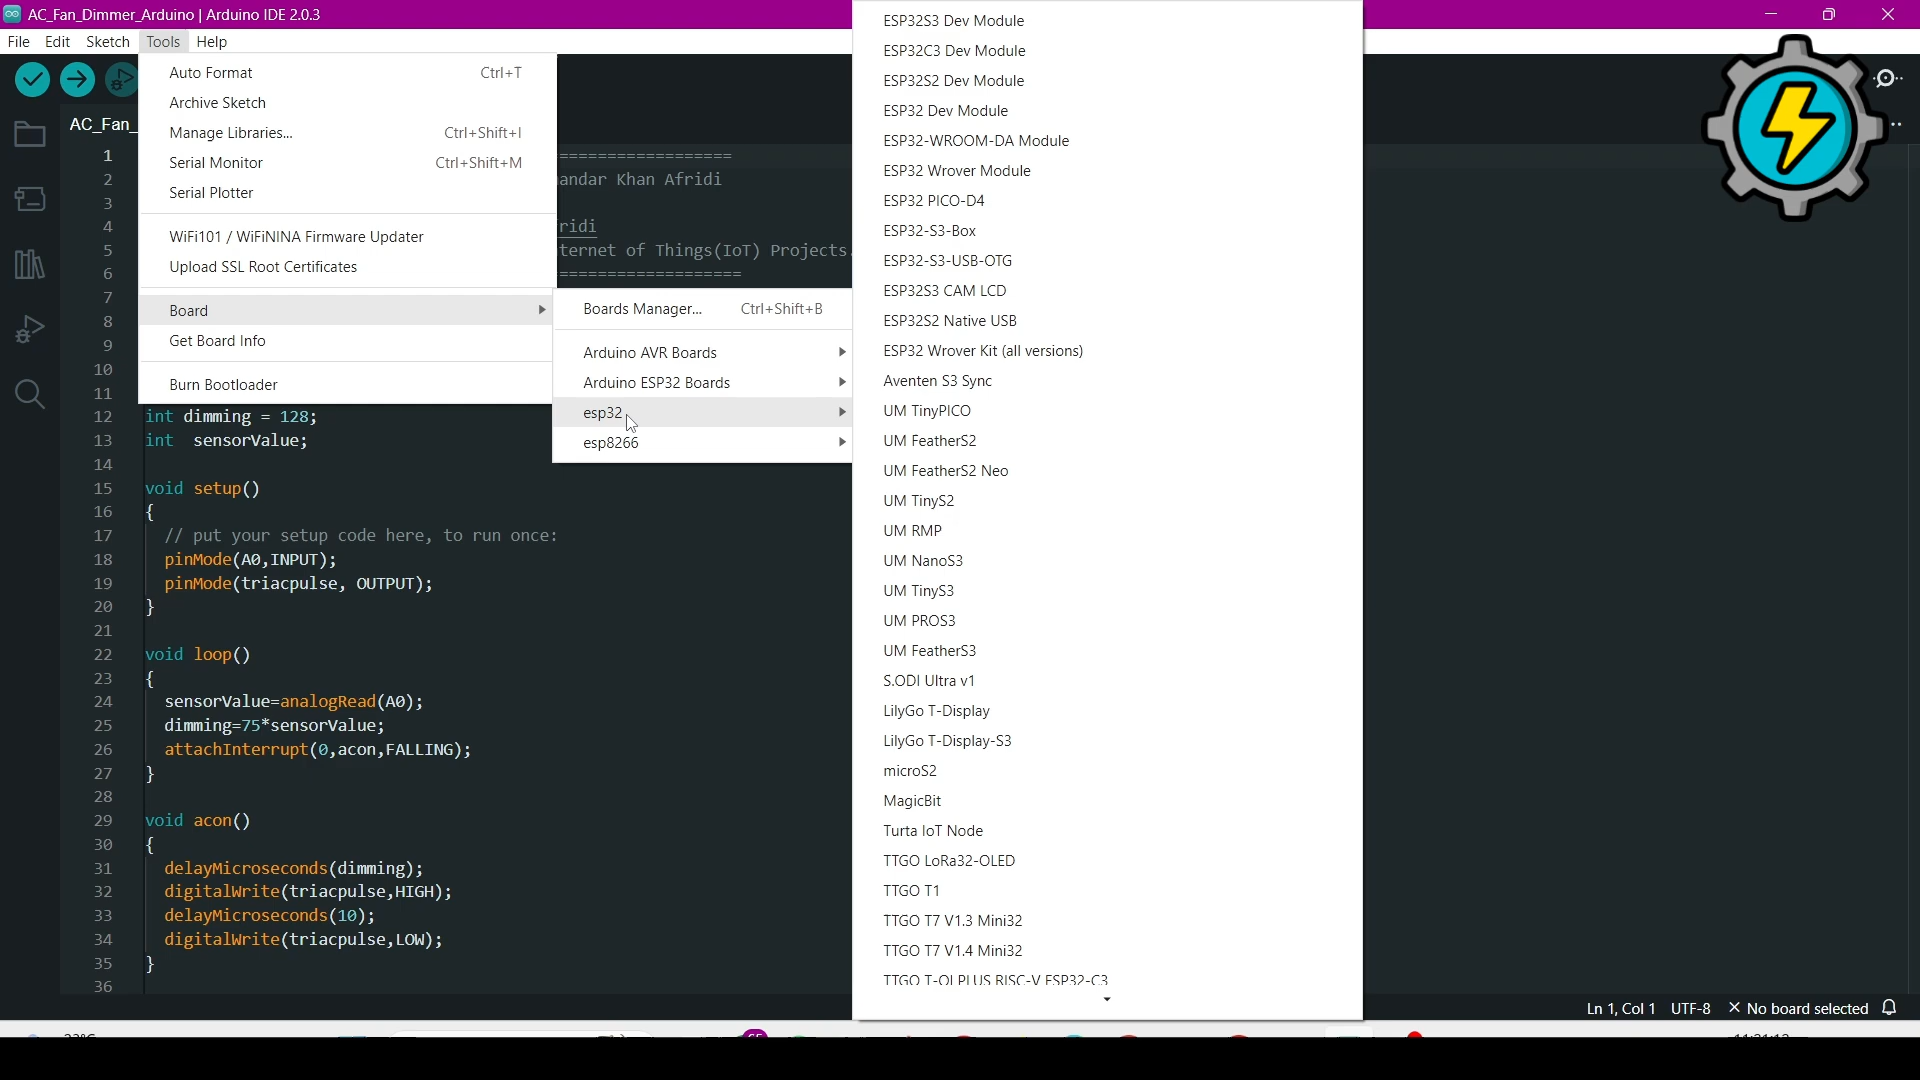 AC_Fan_Dimmer_Arduino | Arduino IDE 2.0.3
File Edit Sketch Tools Help
AC_Fan_
Auto Format Ctrl+T
Archive Sketch
Manage Libraries... Ctrl+Shift+I
Serial Monitor Ctrl+Shift+M
Serial Plotter
WiFi101 / WiFiNINA Firmware Updater
Upload SSL Root Certificates
Board
Get Board Info
Burn Bootloader
Boards Manager... Ctrl+Shift+B
Arduino AVR Boards
Arduino ESP32 Boards
esp32
esp8266
ESP32S3 Dev Module
ESP32C3 Dev Module
ESP32S2 Dev Module
ESP32 Dev Module
ESP32-WROOM-DA Module
ESP32 Wrover Module
ESP32 PICO-D4
ESP32-S3-Box
ESP32-S3-USB-OTG
ESP32S3 CAM LCD
ESP32S2 Native USB
ESP32 Wrover Kit (all versions)
Aventen S3 Sync
UM TinyPICO
UM FeatherS2
UM FeatherS2 Neo
UM TinyS2
UM RMP
UM NanoS3
UM TinyS3
UM PROS3
UM FeatherS3
S.ODI Ultra v1
LilyGo T-Display
LilyGo T-Display-S3
microS2
MagicBit
Turta IoT Node
TTGO LoRa32-OLED
TTGO T1
TTGO T7 V1.3 Mini32
TTGO T7 V1.4 Mini32
TTGO T-OI PLUS RISC-V ESP32-C3
1 ==================
2 andar Khan Afridi
3
4 ridi
5 ternet of Things(IoT) Projects.
6 ===================
7
8
9
10
11
12 int dimming = 128;
13 int sensorValue;
14
15 void setup()
16 {
17 // put your setup code here, to run once:
18 pinMode(A0,INPUT);
19 pinMode(triacpulse, OUTPUT);
20 }
21
22 void loop()
23 {
24 sensorValue=analogRead(A0);
25 dimming=75*sensorValue;
26 attachInterrupt(0,acon,FALLING);
27 }
28
29 void acon()
30 {
31 delayMicroseconds(dimming);
32 digitalWrite(triacpulse,HIGH);
33 delayMicroseconds(10);
34 digitalWrite(triacpulse,LOW);
35 }
36
Ln 1, Col 1 UTF-8 No board selected